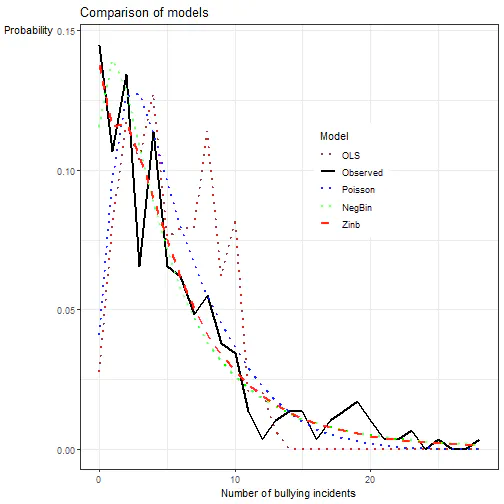 Comparison of models
Probability
0.15
0.10
0.05
0.00
Model
OLS
Observed
Poisson
NegBin
Zinb
0
10
20
Number of bullying incidents